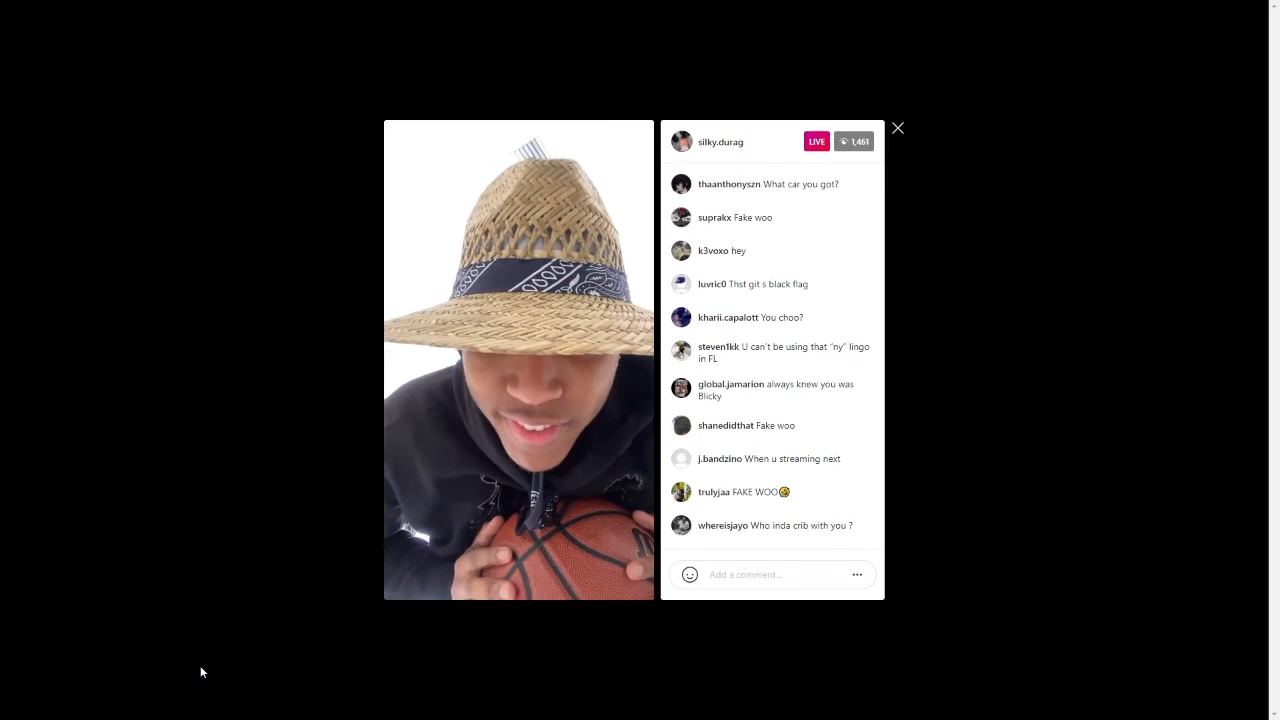 silky.durag
LIVE
1,461
thaanthonyszn What car you got?
suprakx Fake woo
k3voxo hey
luvric0 Thst git s black flag
kharii.capalott You choo?
steven1kk U can't be using that “ny” lingo
in FL
global.jamarion always knew you was
Blicky
shanedidthat Fake woo
j.bandzino When u streaming next
trulyjaa FAKE WOO🤣
whereisjayo Who inda crib with you ?
Add a comment...